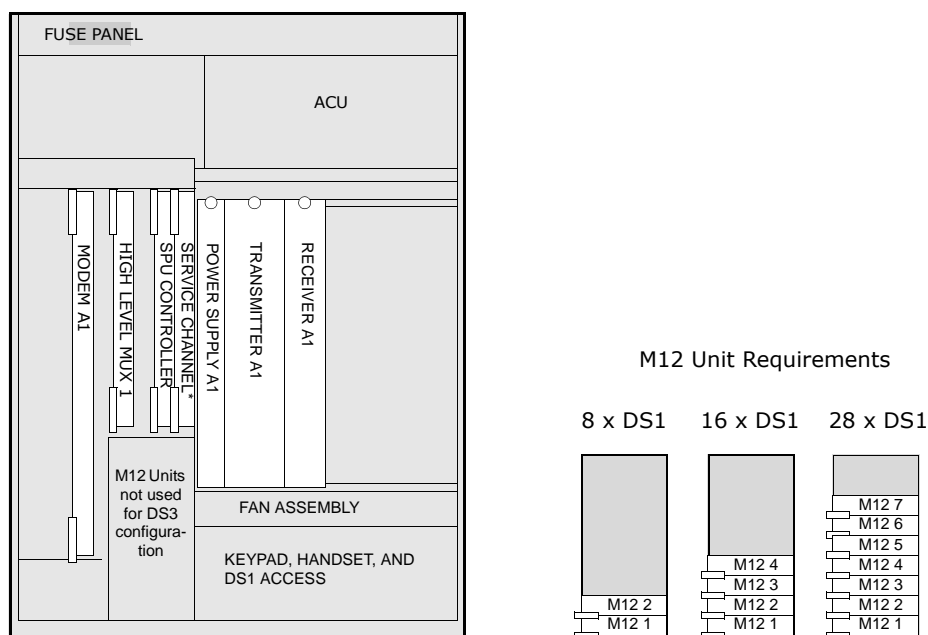 FUSE PANEL
ACU
MODEM A1
HIGH LEVEL MUX 1
SPU CONTROLLER
SERVICE CHANNEL*
POWER SUPPLY A1
TRANSMITTER A1
RECEIVER A1
M12 Units
not used
for DS3
configura-
tion
FAN ASSEMBLY
KEYPAD, HANDSET, AND
DS1 ACCESS
M12 Unit Requirements
8 x DS1
16 x DS1
28 x DS1
M12 2
M12 1
M12 4
M12 3
M12 2
M12 1
M12 7
M12 6
M12 5
M12 4
M12 3
M12 2
M12 1